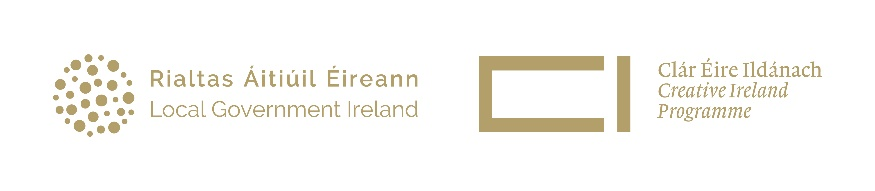 Rialtas Áitiúil Éireann
Local Government Ireland
Clár Éire Ildánach
Creative Ireland
Programme